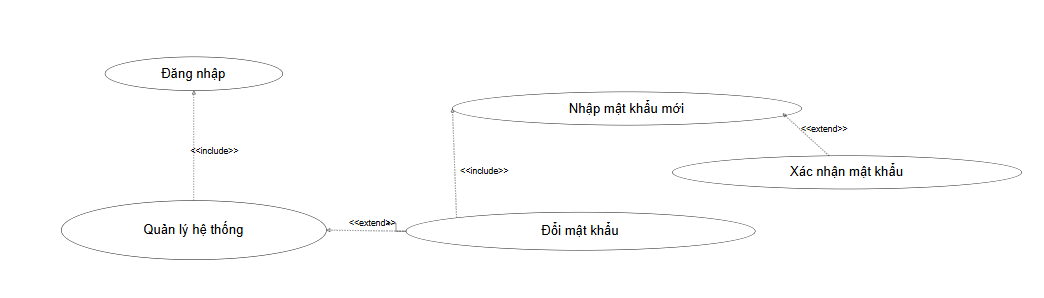 Đăng nhập
Nhập mật khẩu mới
<<extend>>
<<include>>
<<include>>
Xác nhận mật khẩu
<<extend>>
Quản lý hệ thống
Đổi mật khẩu